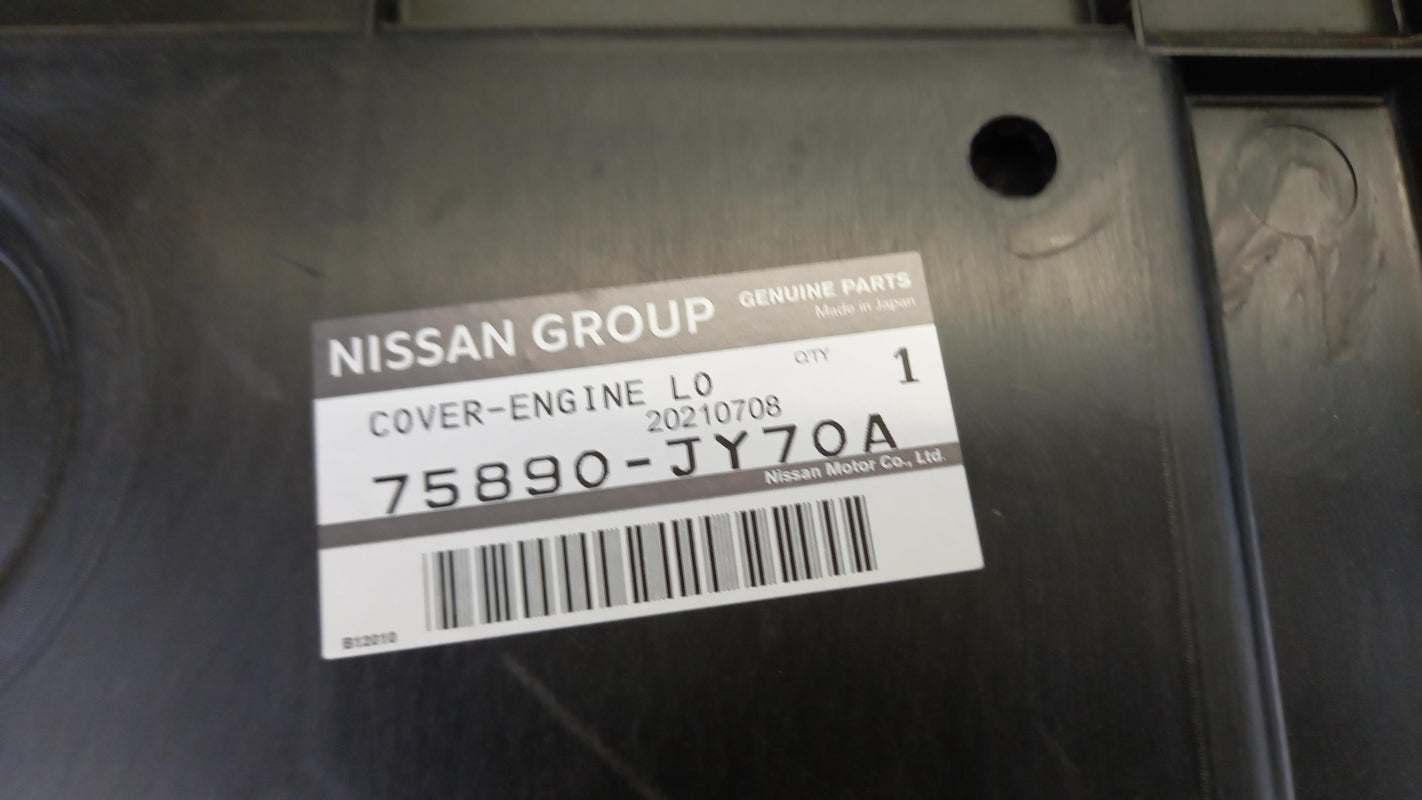 NISSAN GROUP GENUINE PARTS
Made in Japan
QTY 1
COVER-ENGINE LO
20210708
75890-JY70A
Nissan Motor Co., Ltd.
B12010